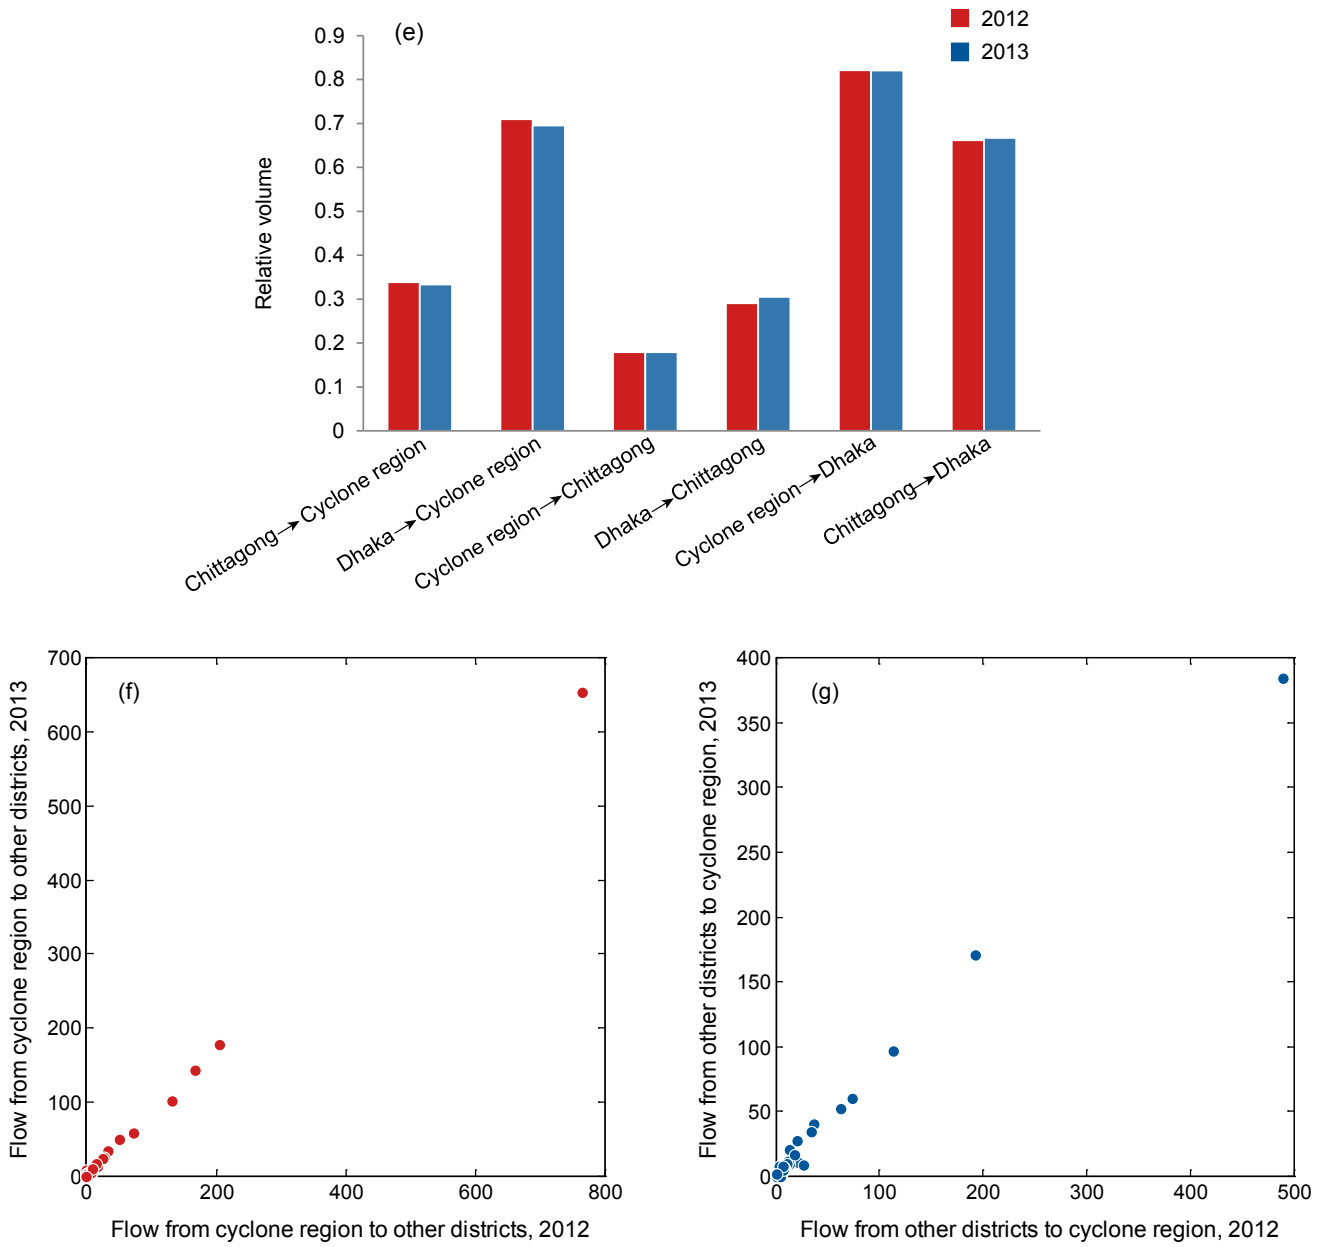 (e)
2012
2013
0.9
0.8
0.7
0.6
0.5
0.4
0.3
0.2
0.1
0
Relative volume
Chittagong→Cyclone region
Dhaka→Cyclone region
Cyclone region→Chittagong
Dhaka→Chittagong
Cyclone region→Dhaka
Chittagong→Dhaka
(f)
700
600
500
400
300
200
100
0
0 200 400 600 800
Flow from cyclone region to other districts, 2013
Flow from cyclone region to other districts, 2012
(g)
400
350
300
250
200
150
100
50
0
0 100 200 300 400 500
Flow from other districts to cyclone region, 2013
Flow from other districts to cyclone region, 2012